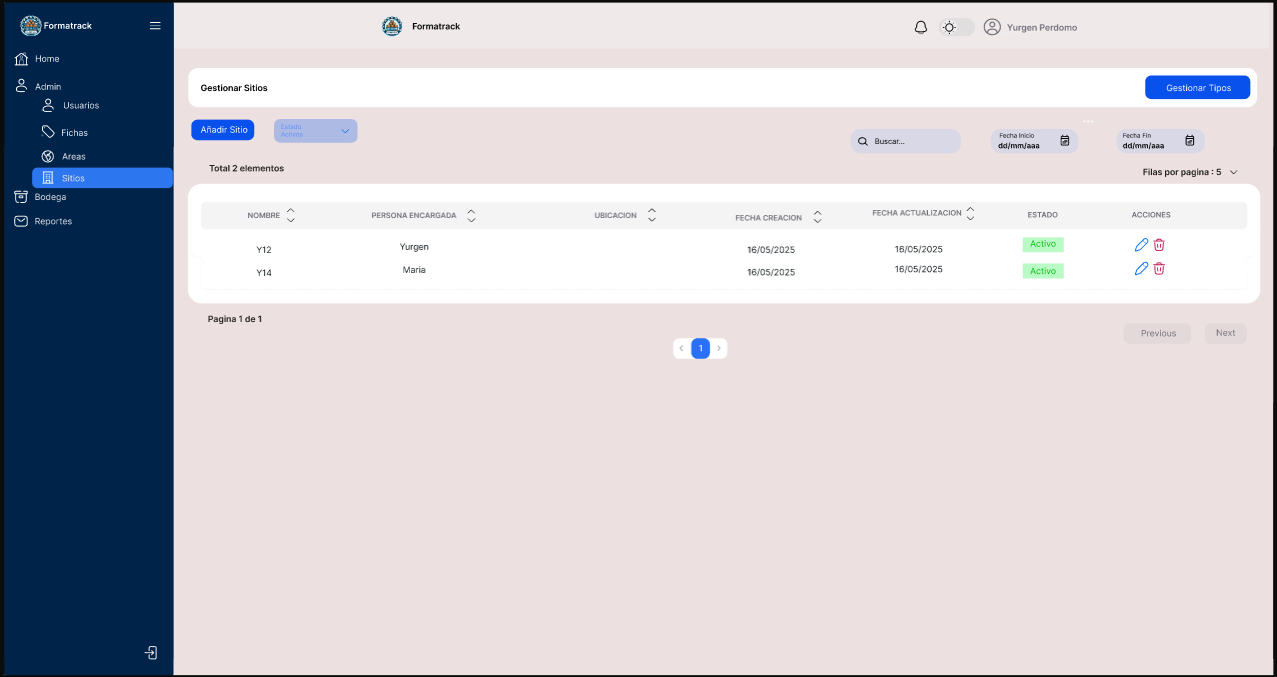 Formatrack
Formatrack
Yurgen Perdomo
Home
Admin
Usuarios
Fichas
Areas
Sitios
Bodega
Reportes
Gestionar Sitios
Gestionar Tipos
Añadir Sitio
Estado
Activos
Buscar...
Fecha Inicio
dd/mm/aaa
Fecha Fin
dd/mm/aaa
...
Total 2 elementos
Filas por pagina : 5
NOMBRE PERSONA ENCARGADA UBICACION FECHA CREACION FECHA ACTUALIZACION ESTADO ACCIONES
Y12 Yurgen 16/05/2025 16/05/2025 Activo
Y14 Maria 16/05/2025 16/05/2025 Activo
Pagina 1 de 1
< 1 >
Previous Next